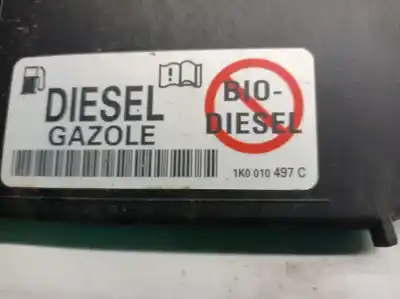 DIESEL
GAZOLE
BIO-
DIESEL
1K0 010 497 C